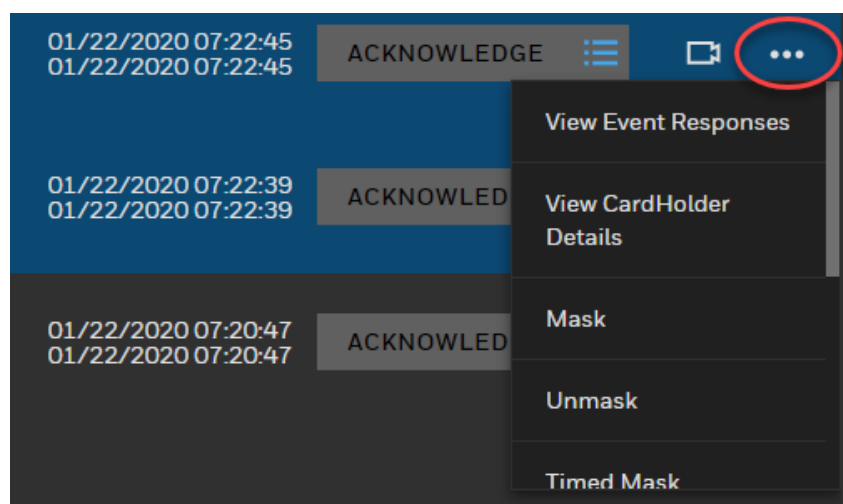 01/22/2020 07:22:45
01/22/2020 07:22:45
ACKNOWLEDGE
View Event Responses
01/22/2020 07:22:39
01/22/2020 07:22:39
ACKNOWLED
View CardHolder
Details
Mask
01/22/2020 07:20:47
01/22/2020 07:20:47
ACKNOWLED
Unmask
Timed Mask